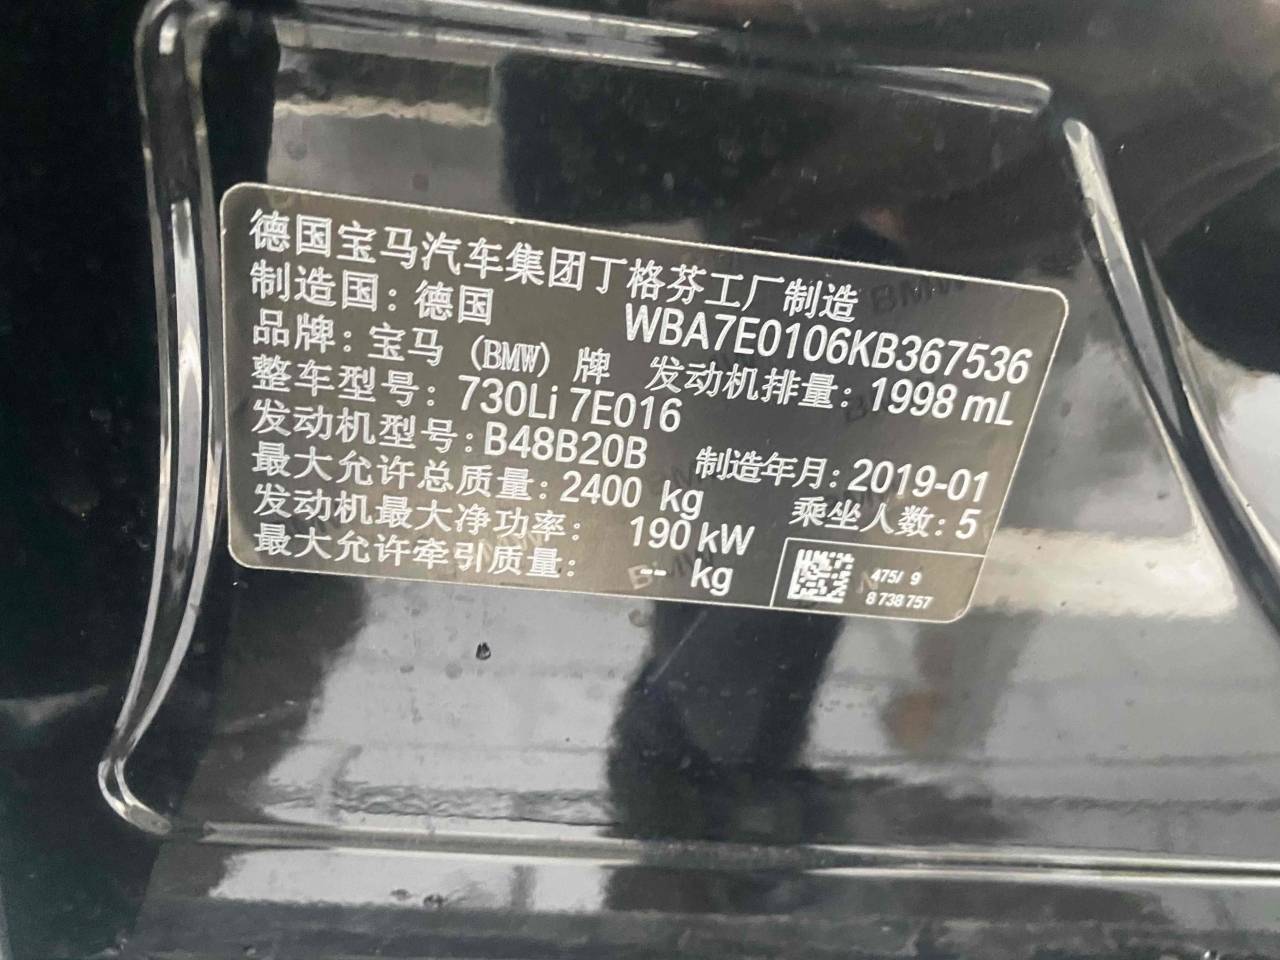 德国宝马汽车集团丁格芬工厂制造
制造国：德国 WBA7E0106KB367536
品牌：宝马（BMW）牌 发动机排量：1998 mL
整车型号：730Li 7E016
发动机型号：B48B20B 制造年月：2019-01
最大允许总质量：2400 kg 乘坐人数：5
发动机最大净功率： 190 kW
最大允许牵引质量： -- kg
475/ 9
8 738 757